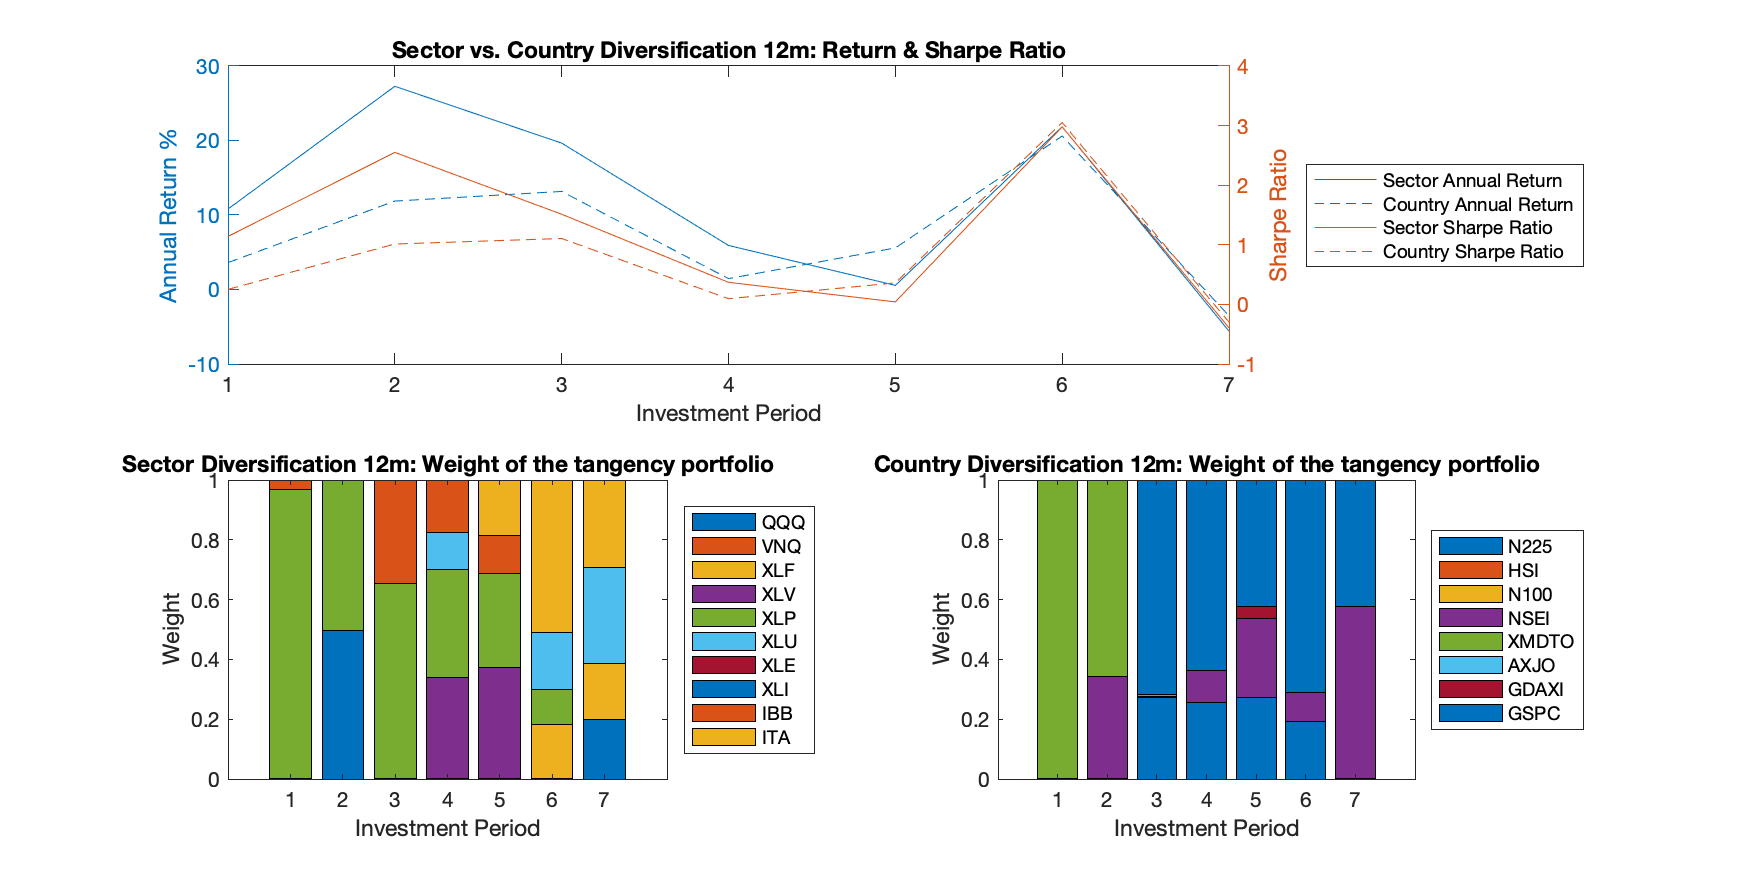 Sector vs. Country Diversification 12m: Return & Sharpe Ratio
30
20
10
0
-10
Annual Return %
4
3
2
1
0
-1
Sharpe Ratio
1 2 3 4 5 6 7
Investment Period
Sector Annual Return
Country Annual Return
Sector Sharpe Ratio
Country Sharpe Ratio
Sector Diversification 12m: Weight of the tangency portfolio
1
0.8
0.6
0.4
0.2
0
Weight
1 2 3 4 5 6 7
Investment Period
QQQ
VNQ
XLF
XLV
XLP
XLU
XLE
XLI
IBB
ITA
Country Diversification 12m: Weight of the tangency portfolio
1
0.8
0.6
0.4
0.2
0
Weight
1 2 3 4 5 6 7
Investment Period
N225
HSI
N100
NSEI
XMDTO
AXJO
GDAXI
GSPC